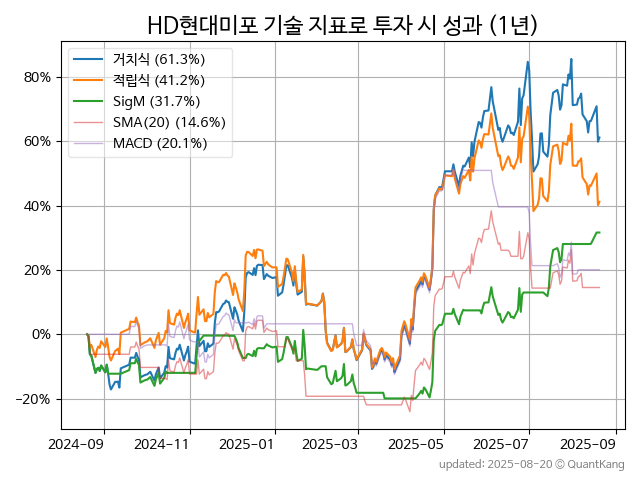 HD현대미포 기술 지표로 투자 시 성과 (1년)
거치식 (61.3%)
적립식 (41.2%)
SigM (31.7%)
SMA(20) (14.6%)
MACD (20.1%)
80%
60%
40%
20%
0%
−20%
2024-09 2024-11 2025-01 2025-03 2025-05 2025-07 2025-09
updated: 2025-08-20 © QuantKang